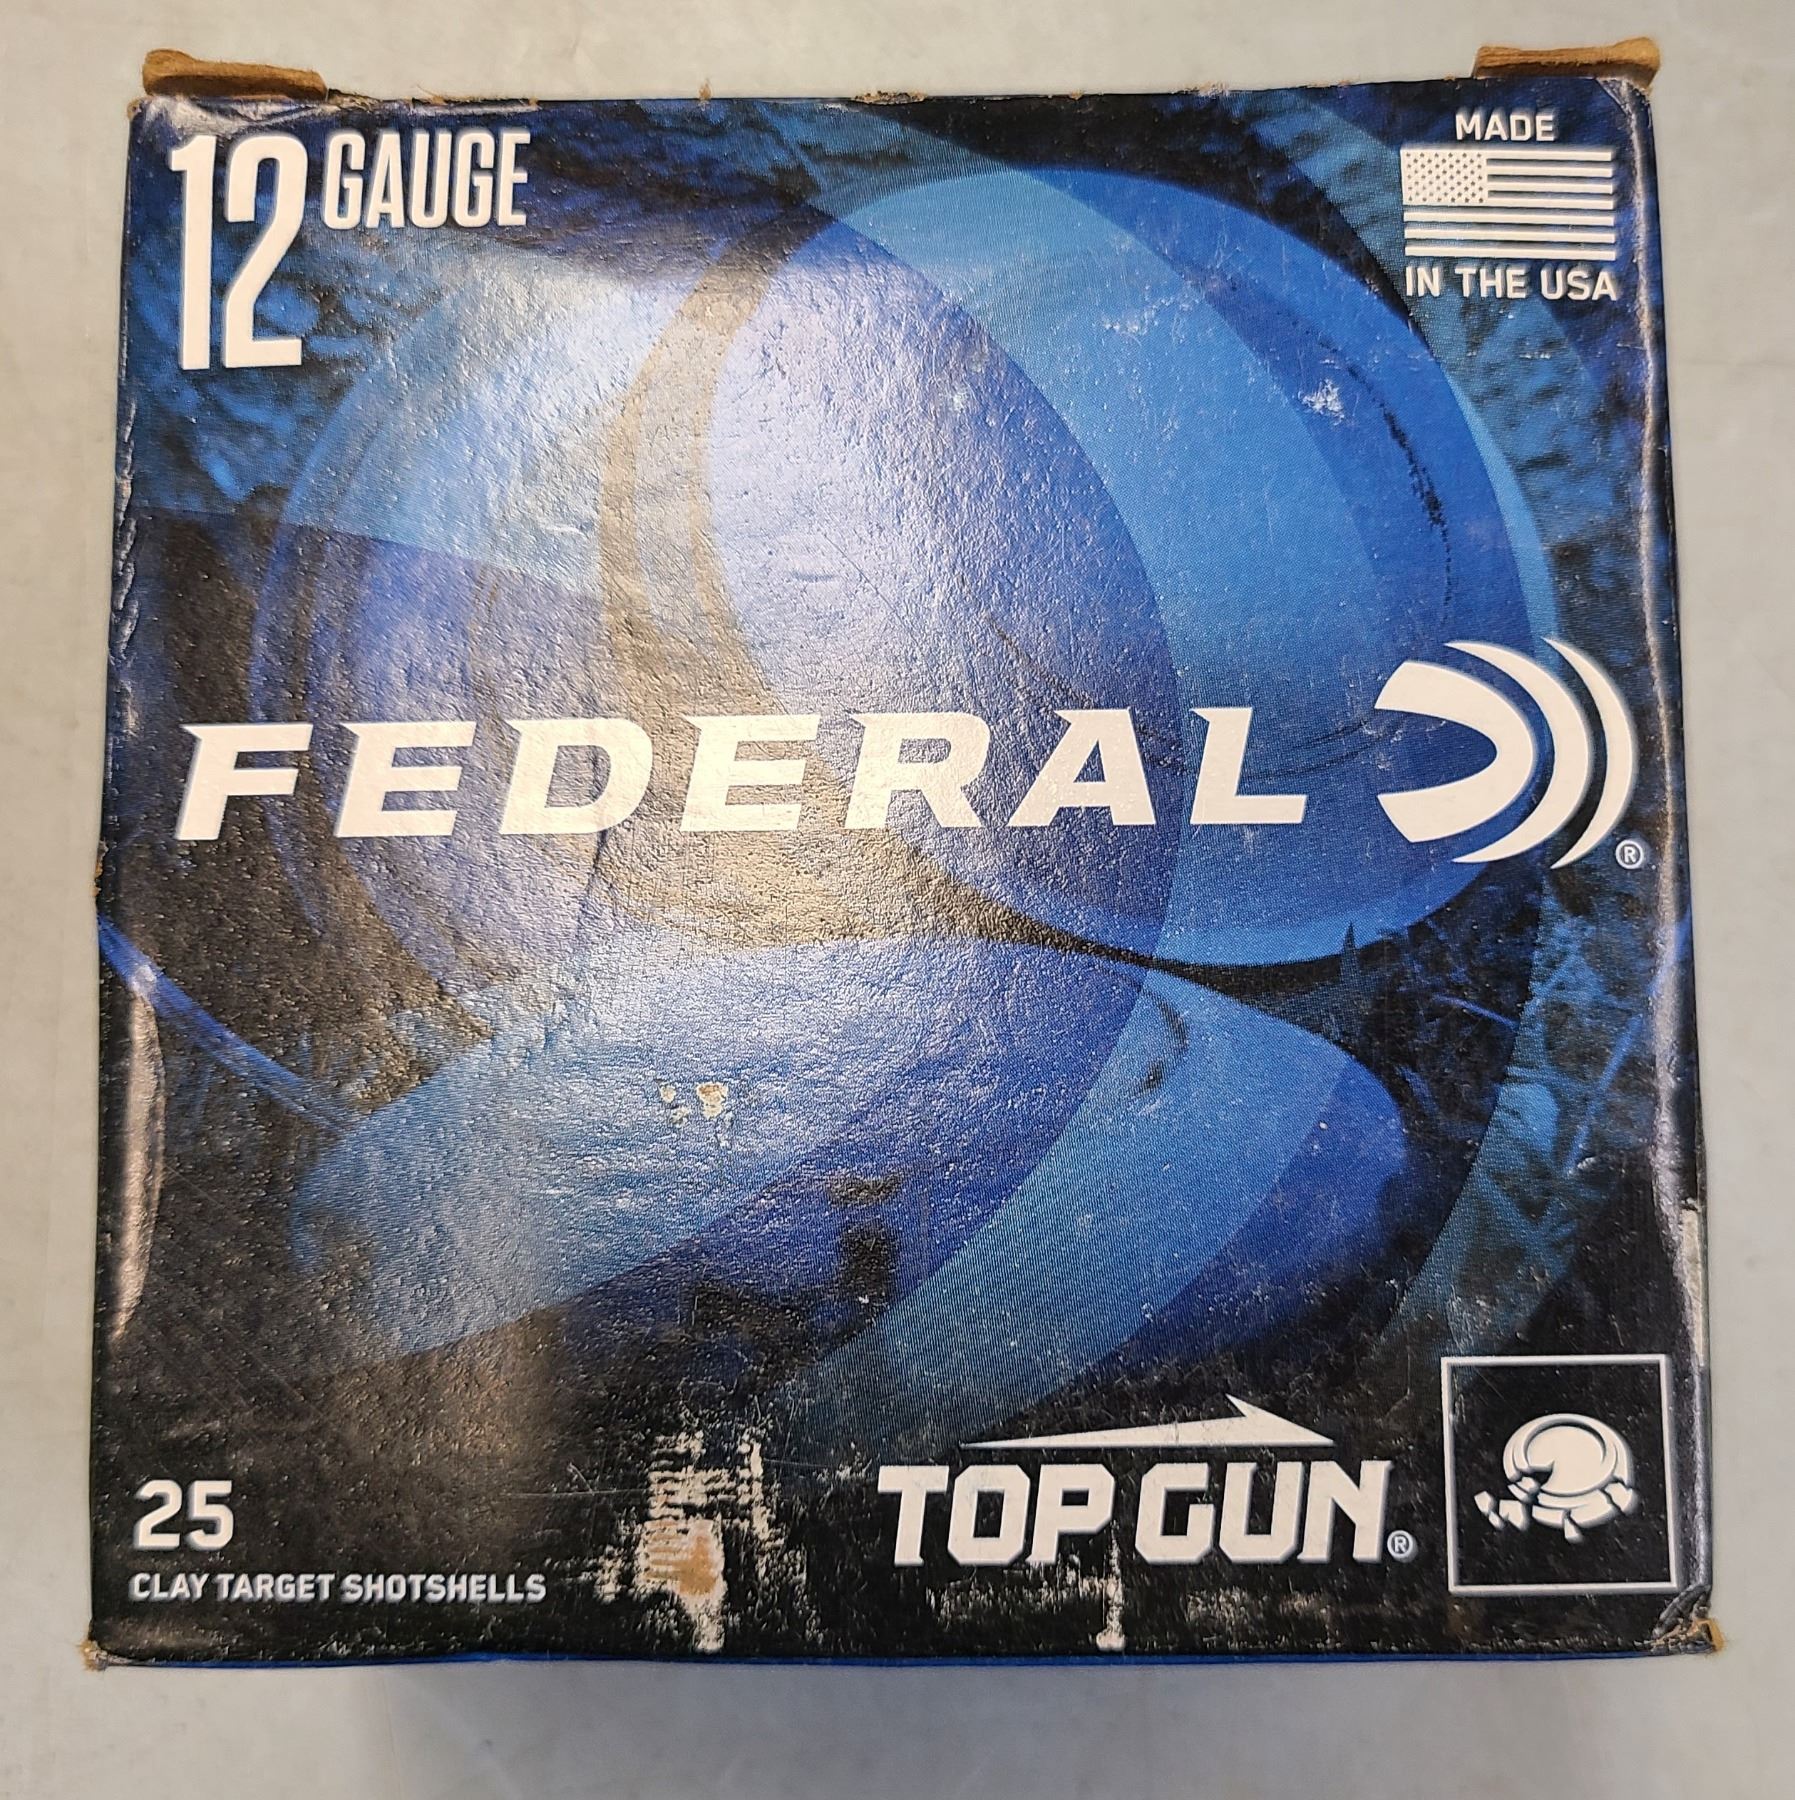 12 GAUGE
MADE
IN THE USA
FEDERAL®
TOP GUN®
25
CLAY TARGET SHOTSHELLS